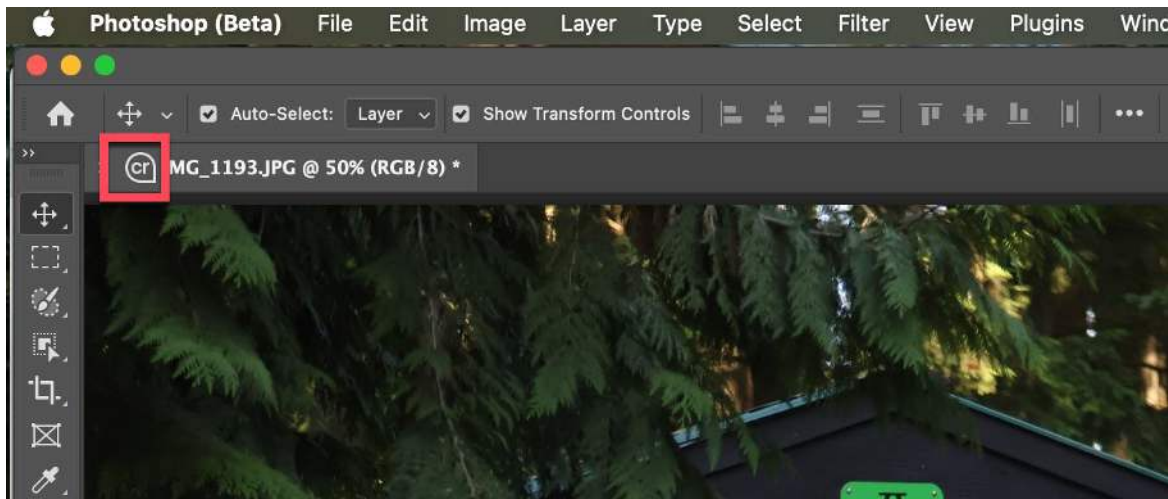 Photoshop (Beta) File Edit Image Layer Type Select Filter View Plugins Wind
Auto-Select: Layer Show Transform Controls
cr MG_1193.JPG @ 50% (RGB/8) *